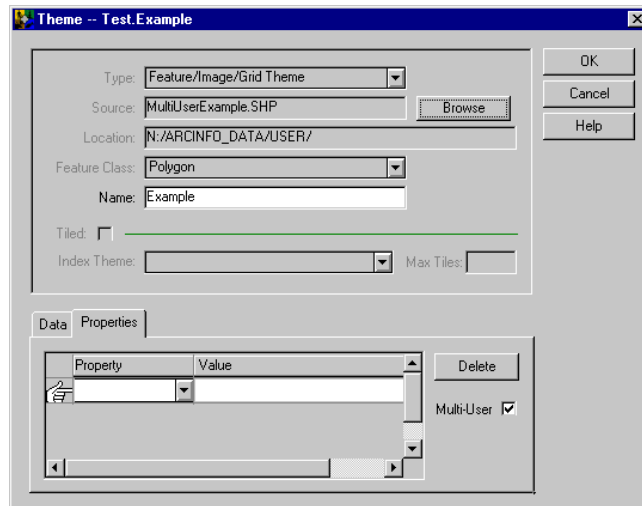 Theme -- Test.Example
Type: Feature/Image/Grid Theme
Source: MultiUserExample.SHP Browse
Location: N:/ARCINFO_DATA/USER/
Feature Class: Polygon
Name: Example
Tiled:
Index Theme: Max Tiles:
OK
Cancel
Help
Data Properties
Property Value
Delete
Multi-User